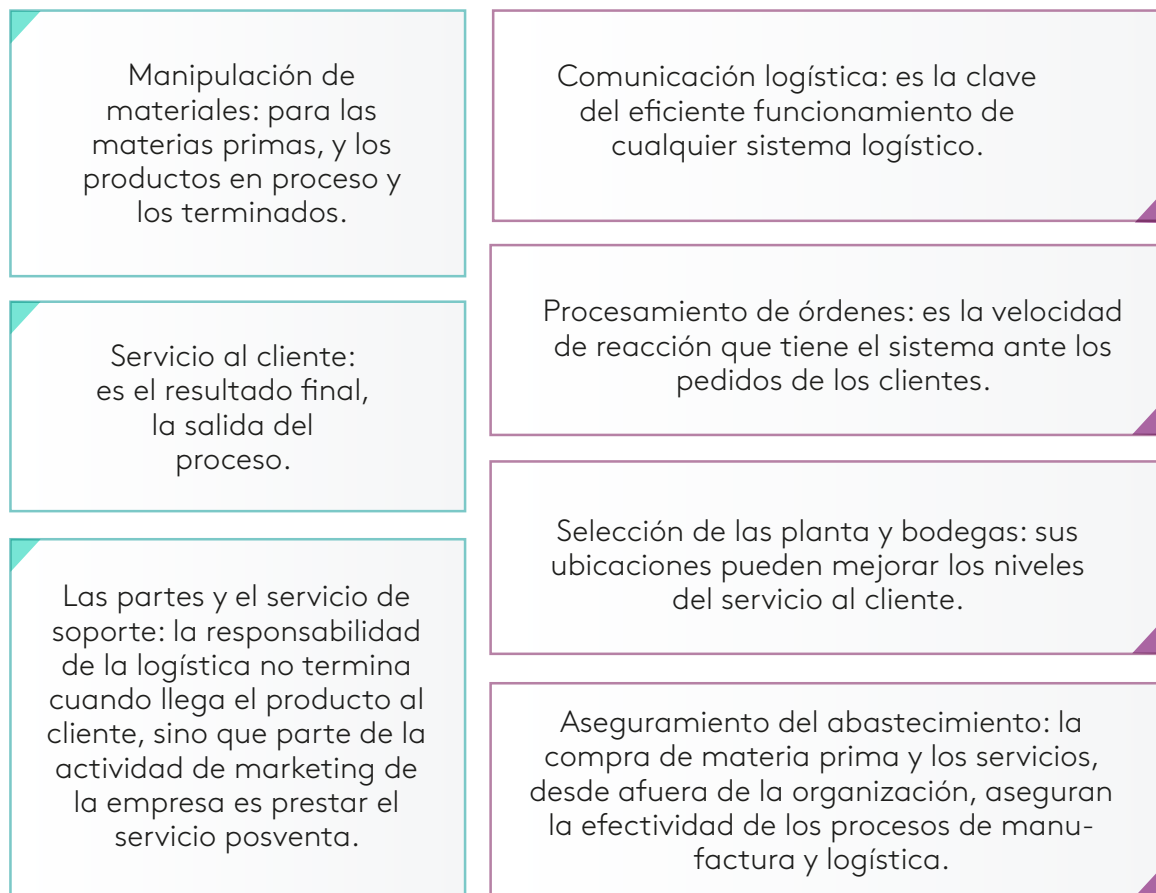 Manipulación de
materiales: para las
materias primas, y los
productos en proceso y
los terminados.
Servicio al cliente:
es el resultado final,
la salida del
proceso.
Las partes y el servicio de
soporte: la responsabilidad
de la logística no termina
cuando llega el producto al
cliente, sino que parte de la
actividad de marketing de
la empresa es prestar el
servicio posventa.
Comunicación logística: es la clave
del eficiente funcionamiento de
cualquier sistema logístico.
Procesamiento de órdenes: es la velocidad
de reacción que tiene el sistema ante los
pedidos de los clientes.
Selección de las planta y bodegas: sus
ubicaciones pueden mejorar los niveles
del servicio al cliente.
Aseguramiento del abastecimiento: la
compra de materia prima y los servicios,
desde afuera de la organización, aseguran
la efectividad de los procesos de manu-
factura y logística.